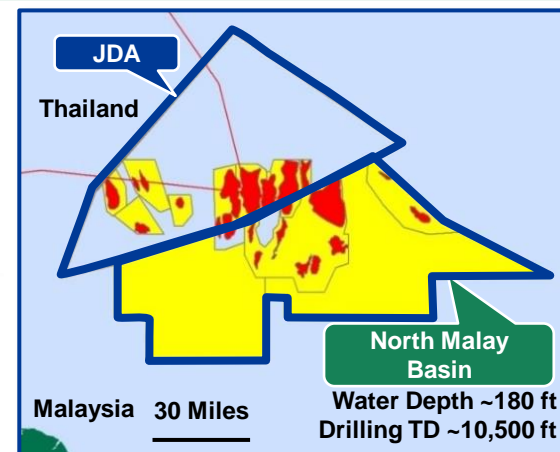 JDA
Thailand
North Malay
Basin
Malaysia 30 Miles
Water Depth ~180 ft
Drilling TD ~10,500 ft